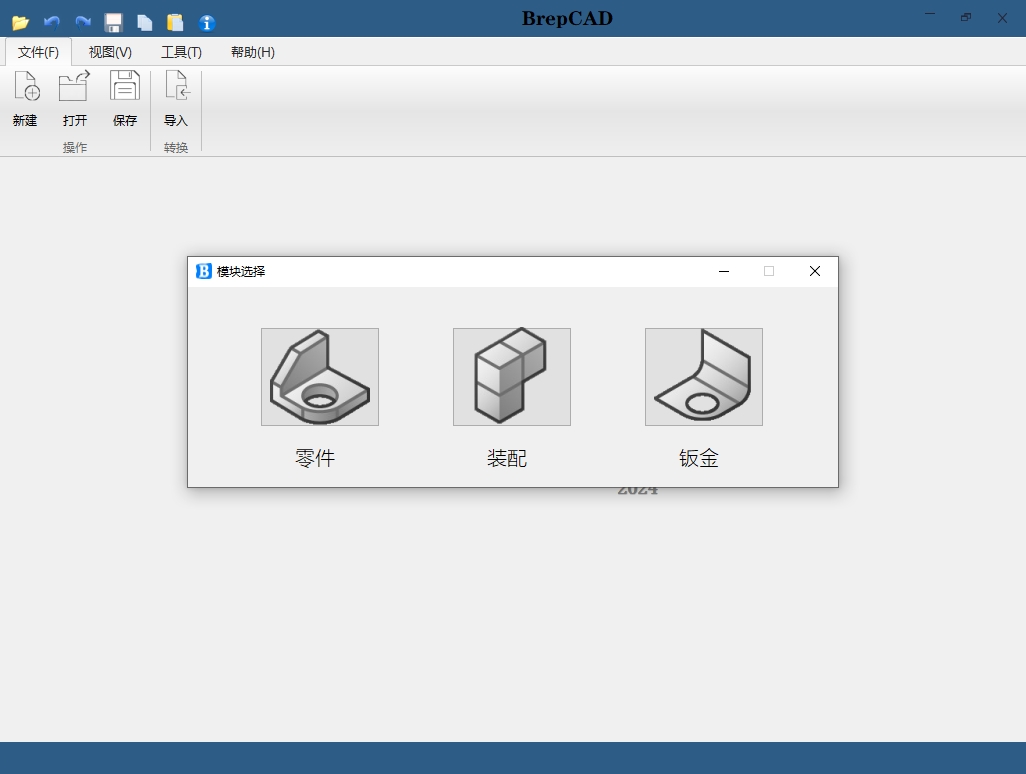 BrepCAD
文件(F) 视图(V) 工具(T) 帮助(H)
新建 打开 保存 导入
操作 转换
B 模块选择
零件 装配 钣金
2024